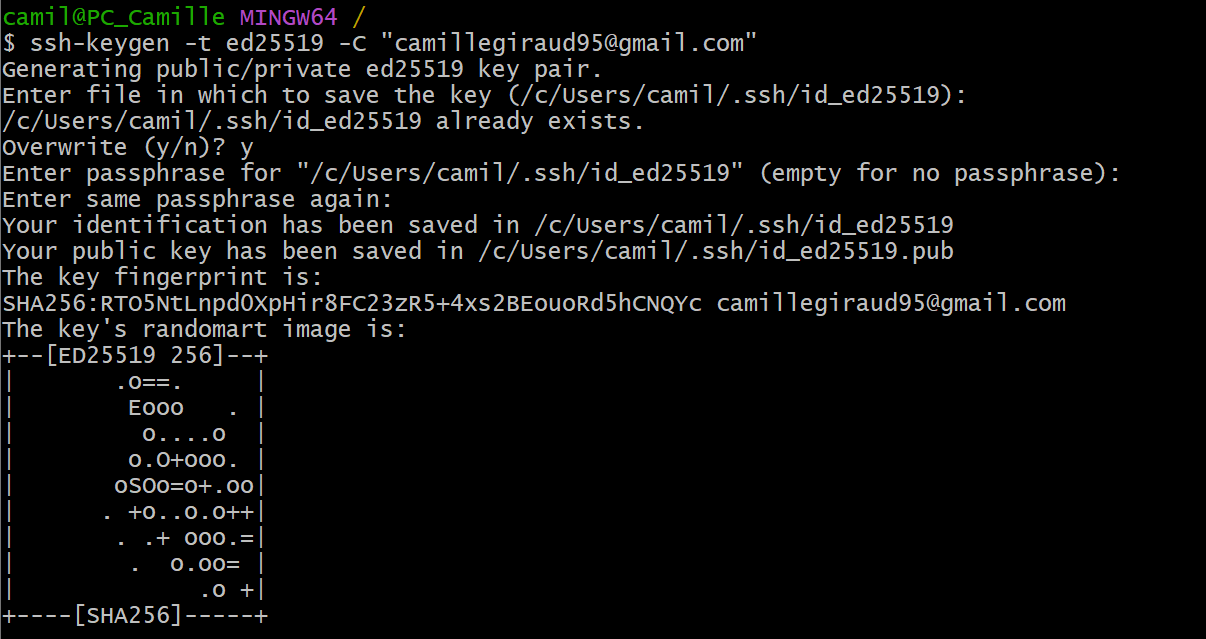 camil@PC_Camille MINGW64 /
$ ssh-keygen -t ed25519 -C "camillegiraud95@gmail.com"
Generating public/private ed25519 key pair.
Enter file in which to save the key (/c/Users/camil/.ssh/id_ed25519):
/c/Users/camil/.ssh/id_ed25519 already exists.
Overwrite (y/n)? y
Enter passphrase for "/c/Users/camil/.ssh/id_ed25519" (empty for no passphrase):
Enter same passphrase again:
Your identification has been saved in /c/Users/camil/.ssh/id_ed25519
Your public key has been saved in /c/Users/camil/.ssh/id_ed25519.pub
The key fingerprint is:
SHA256:RTO5NtLnpdOXpHir8FC23zR5+4xs2BEouoRd5hCNQYc camillegiraud95@gmail.com
The key's randomart image is:
+--[ED25519 256]--+
|       .o==.     |
|        Eooo   . |
|         o....o  |
|        o.O+ooo. |
|       oSOo=o+.oo|
|      . +o..o.o++|
|       . .+ ooo.=|
|        .  o.oo= |
|             .o +|
+----[SHA256]-----+